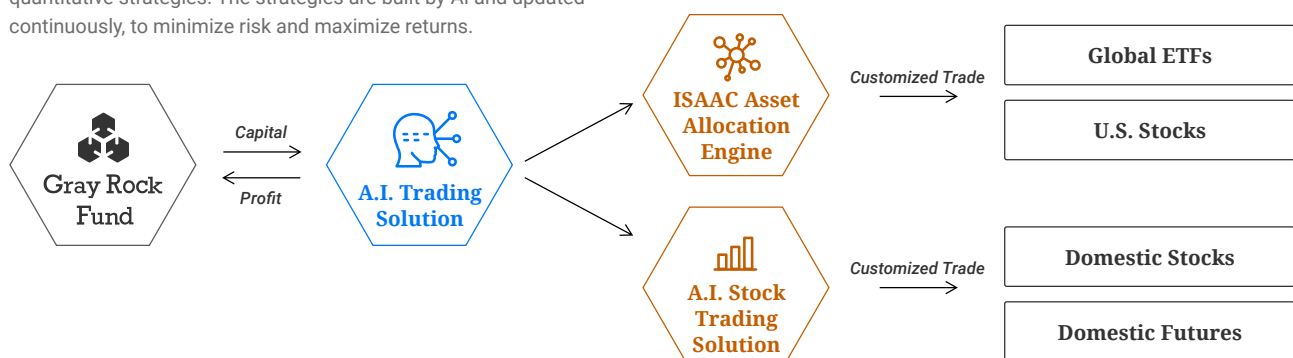 quantitative strategies. The strategies are built by AI and updated
continuously, to minimize risk and maximize returns.
Gray Rock
Fund
Capital
Profit
A.I. Trading
Solution
ISAAC Asset
Allocation
Engine
Customized Trade
Global ETFs
U.S. Stocks
A.I. Stock
Trading
Solution
Customized Trade
Domestic Stocks
Domestic Futures